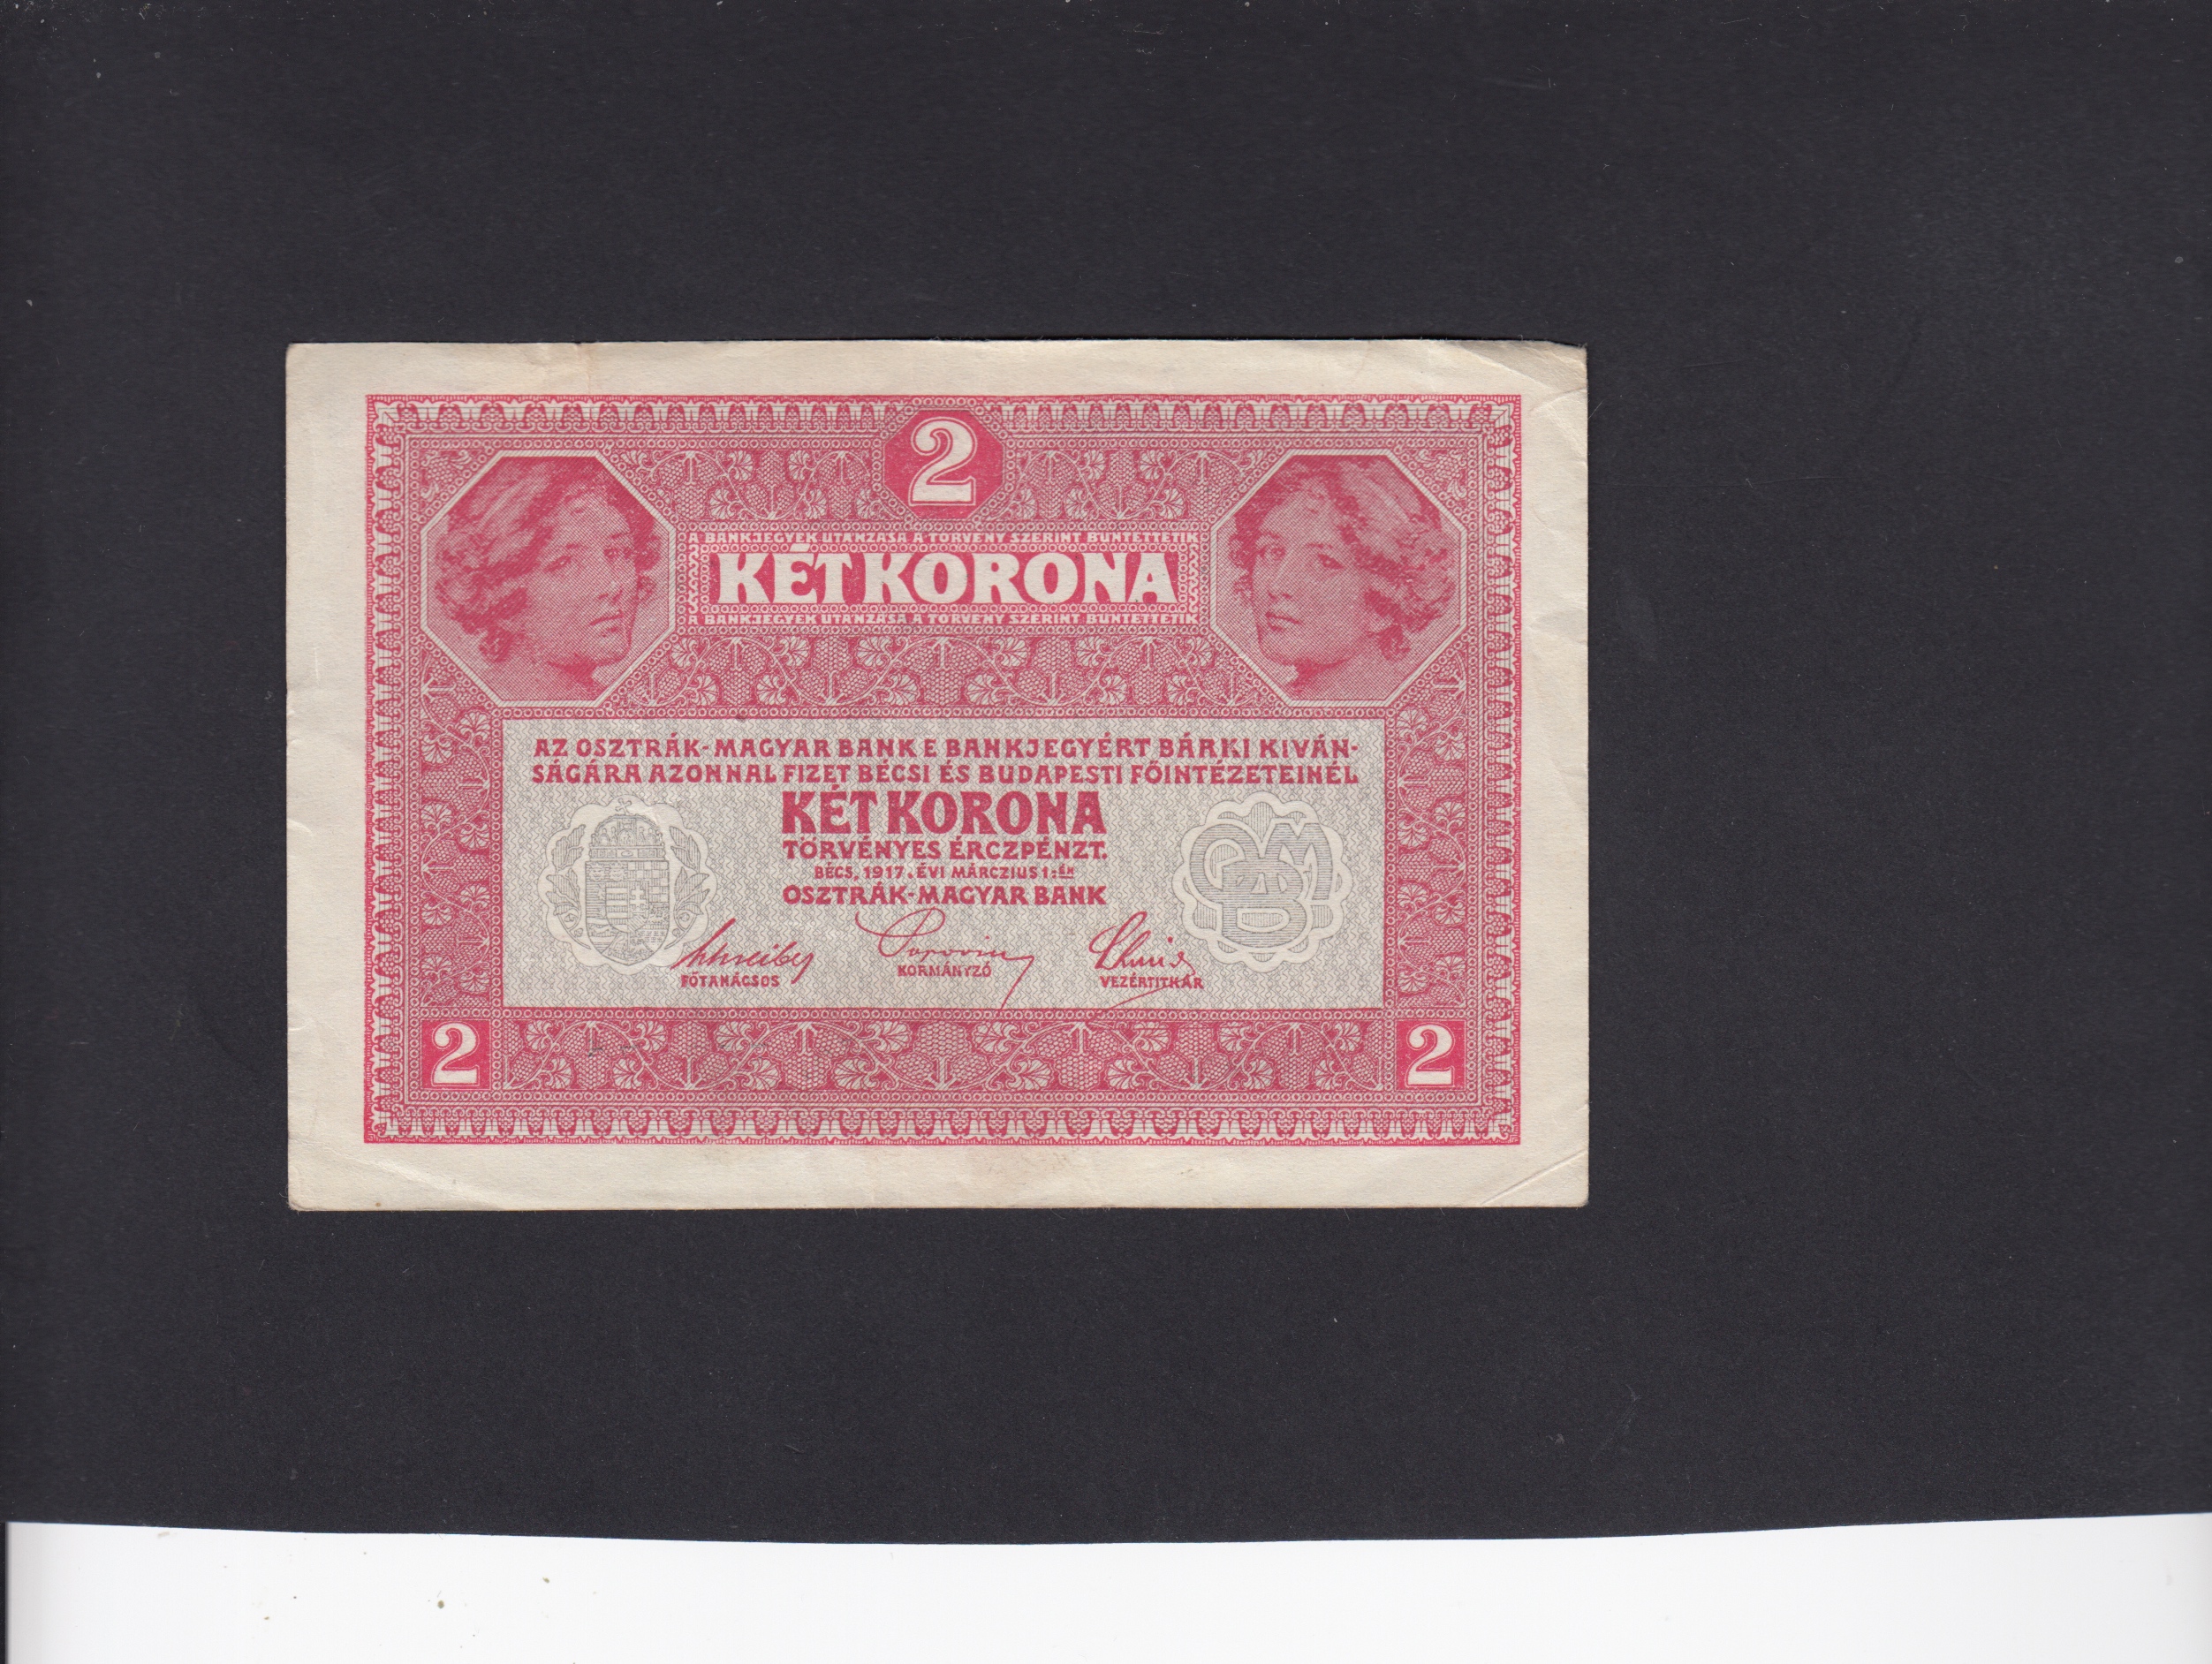 2
A BANKJEGYEK UTÁNZÁSA A TÖRVÉNY SZERINT BÜNTETTETIK
KÉT KORONA
A BANKJEGYEK UTÁNZÁSA A TÖRVÉNY SZERINT BÜNTETTETIK
AZ OSZTRÁK-MAGYAR BANK E BANKJEGYÉRT BÁRKI KIVÁN-
SÁGÁRA AZONNAL FIZET BÉCSI ÉS BUDAPESTI FŐINTÉZETEINÉL
KÉT KORONA
TÖRVÉNYES ÉRCZPÉNZT.
BÉCS, 1917. ÉVI MÁRCZIUS 1:ÉN
OSZTRÁK-MAGYAR BANK
FŐTANÁCSOS
KORMÁNYZÓ
VEZÉRTITKÁR
2
2